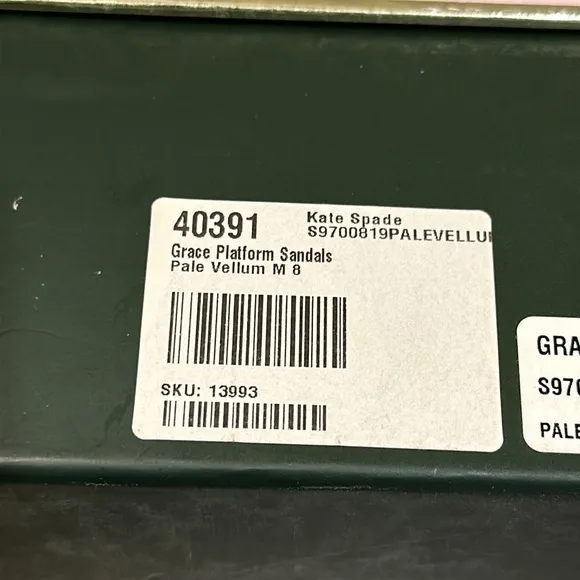 40391
Kate Spade
S9700819PALEVELLU
Grace Platform Sandals
Pale Vellum M 8
SKU: 13993
GRA
S970
PALE